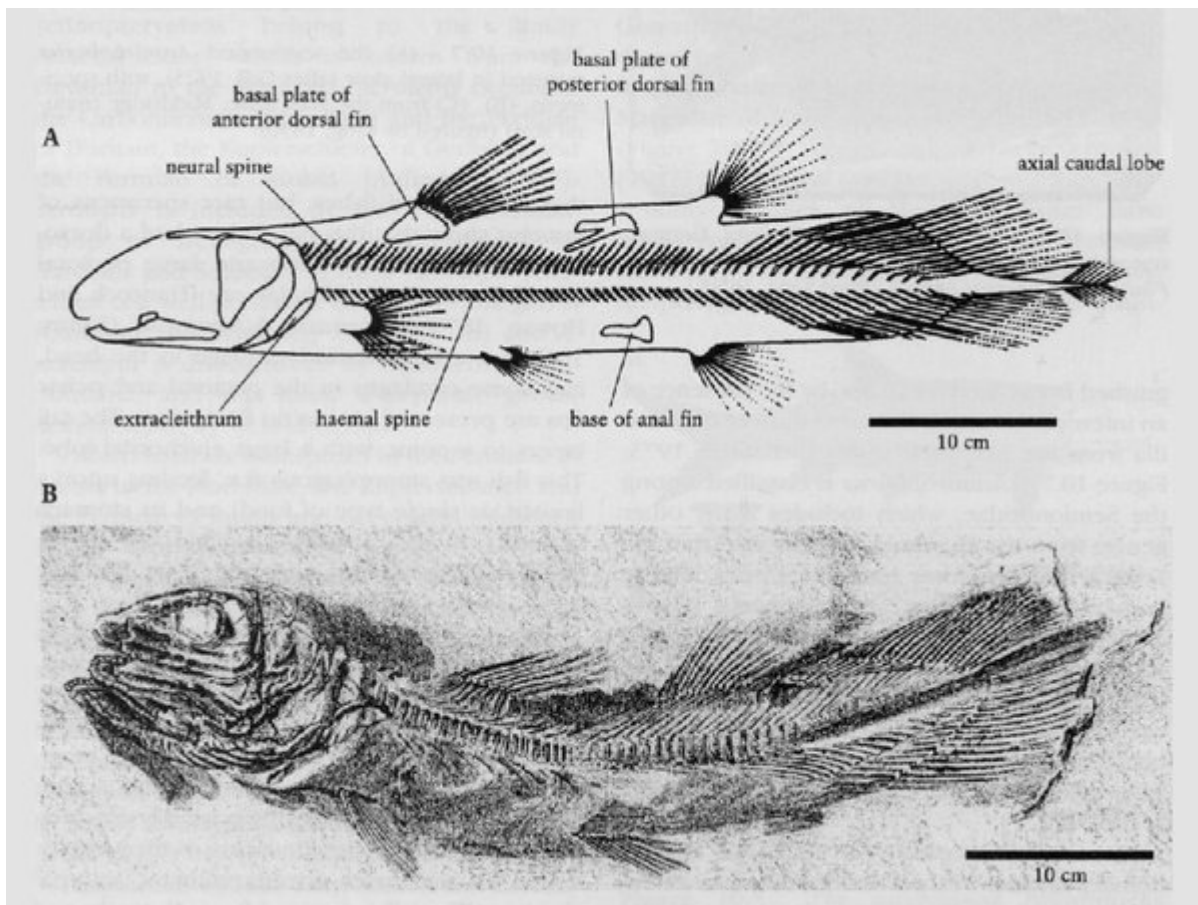 basal plate of
posterior dorsal fin
basal plate of
anterior dorsal fin
A
neural spine
axial caudal lobe
extracleithrum
haemal spine
base of anal fin
10 cm
B
10 cm